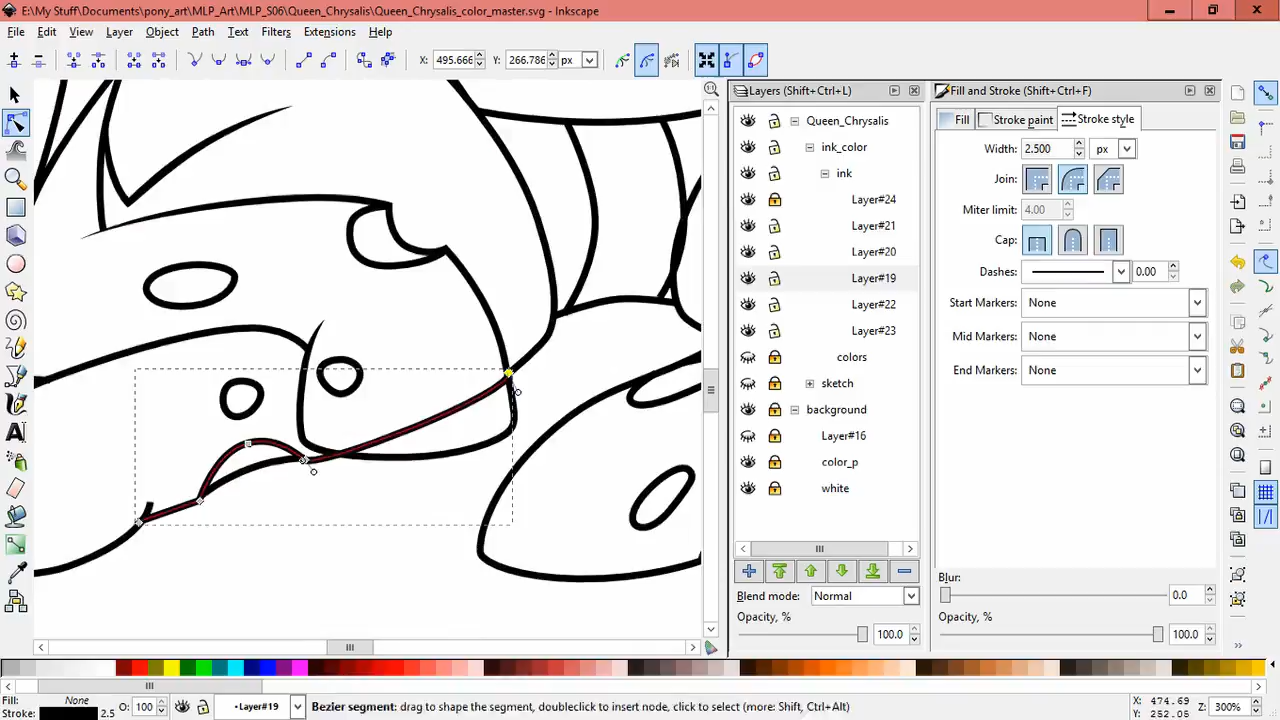 E:\My Stuff\Documents\pony_art\MLP_Art\MLP_S06\Queen_Chrysalis\Queen_Chrysalis_color_master.svg - Inkscape
File Edit View Layer Object Path Text Filters Extensions Help
X: 495.666 Y: 266.786 px
Layers (Shift+Ctrl+L)
Queen_Chrysalis
ink_color
ink
Layer#24
Layer#21
Layer#20
Layer#19
Layer#22
Layer#23
colors
sketch
background
Layer#16
color_p
white
Blend mode: Normal
Opacity, %
100.0
Fill and Stroke (Shift+Ctrl+F)
Fill Stroke paint Stroke style
Width: 2.500 px
Join:
Miter limit: 4.00
Cap:
Dashes: 0.00
Start Markers: None
Mid Markers: None
End Markers: None
Blur:
0.0
Opacity, %
100.0
Fill: None
Stroke: 2.5
O: 100
•Layer#19
Bezier segment: drag to shape the segment, doubleclick to insert node, click to select (more: Shift, Ctrl+Alt)
X: 474.69
Y: 252.05
Z: 300%